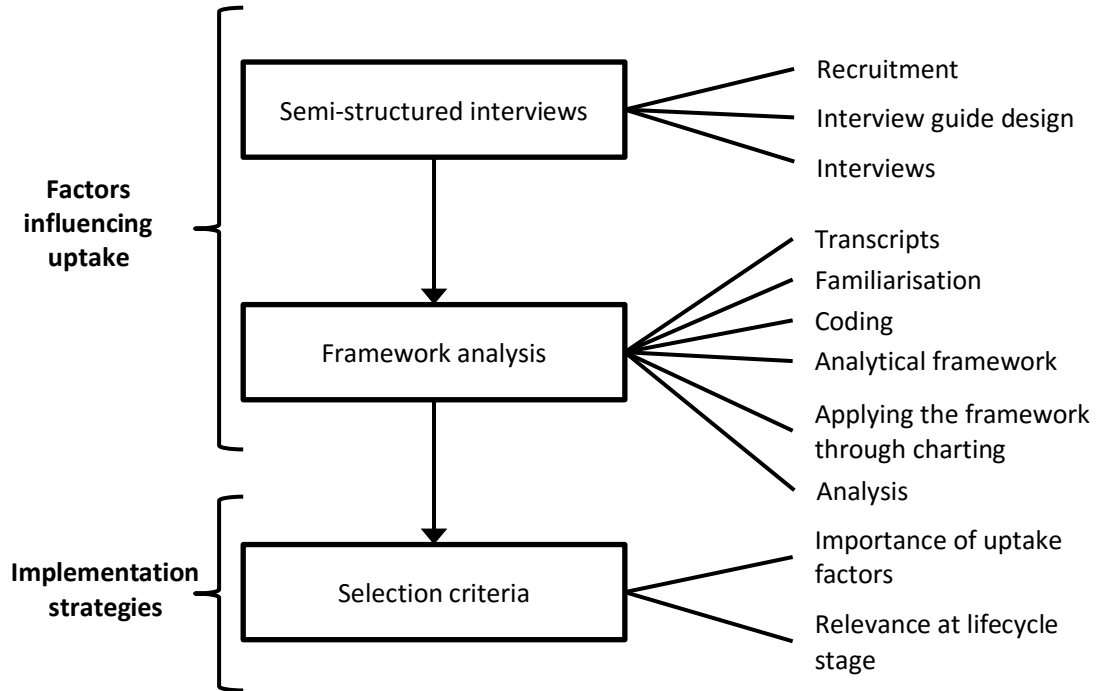 Factors
influencing
uptake
Semi-structured interviews
Recruitment
Interview guide design
Interviews
Framework analysis
Transcripts
Familiarisation
Coding
Analytical framework
Applying the framework
through charting
Analysis
Implementation
strategies
Selection criteria
Importance of uptake
factors
Relevance at lifecycle
stage